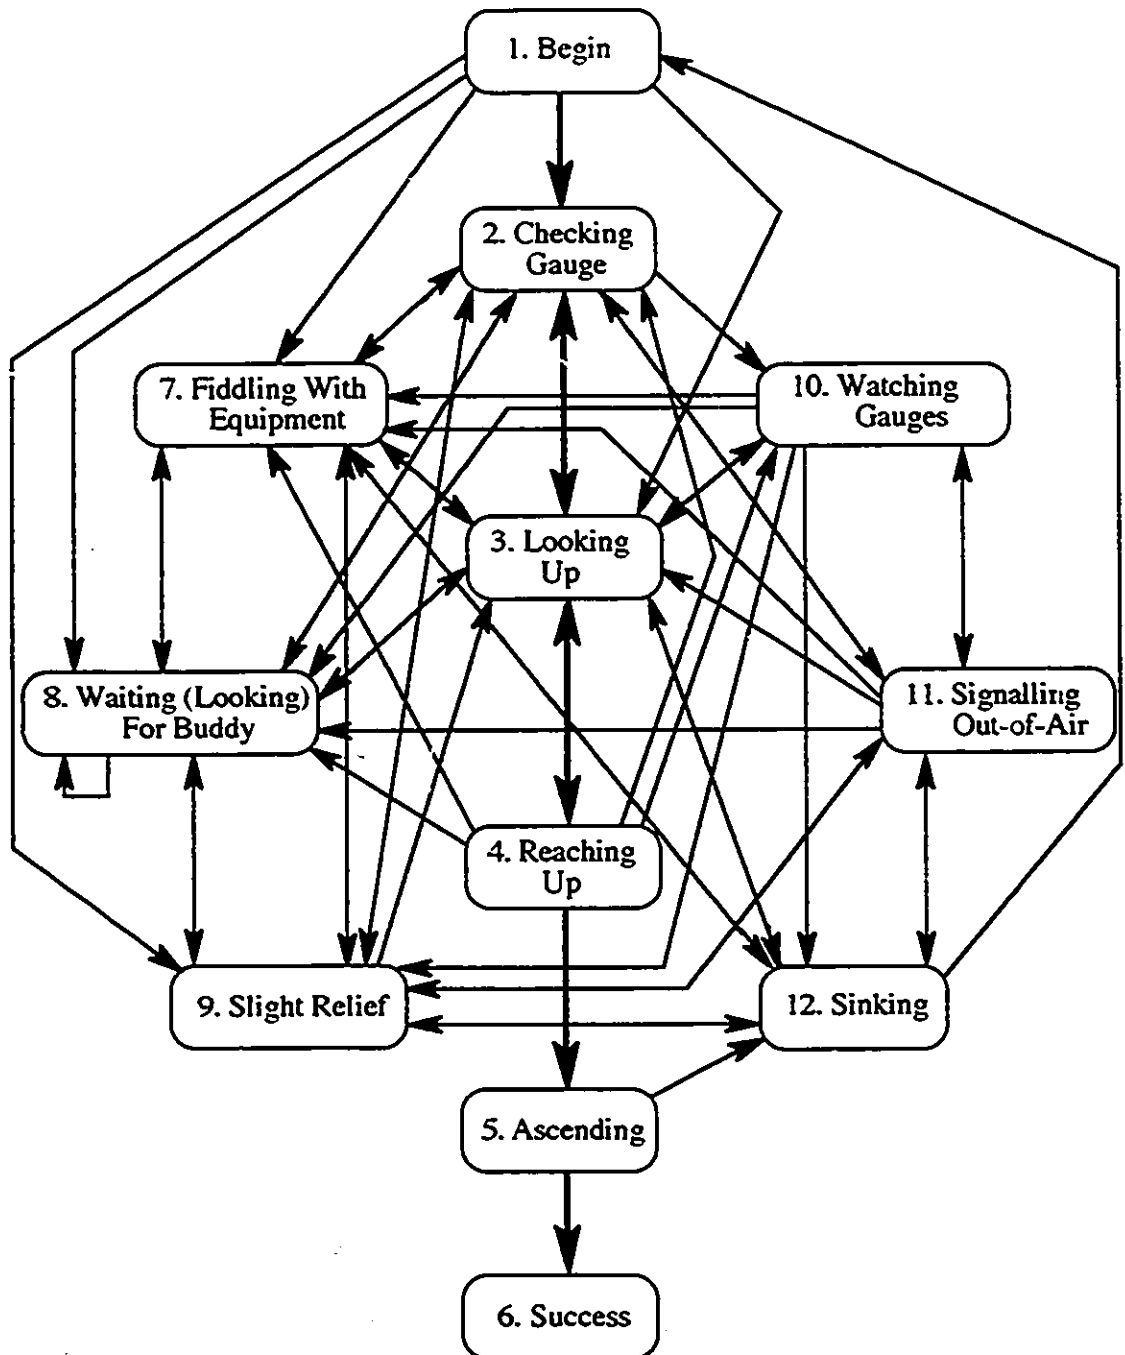 1. Begin
2. Checking
Gauge
7. Fiddling With
Equipment
10. Watching
Gauges
3. Looking
Up
8. Waiting (Looking)
For Buddy
11. Signalling
Out-of-Air
4. Reaching
Up
9. Slight Relief
12. Sinking
5. Ascending
6. Success